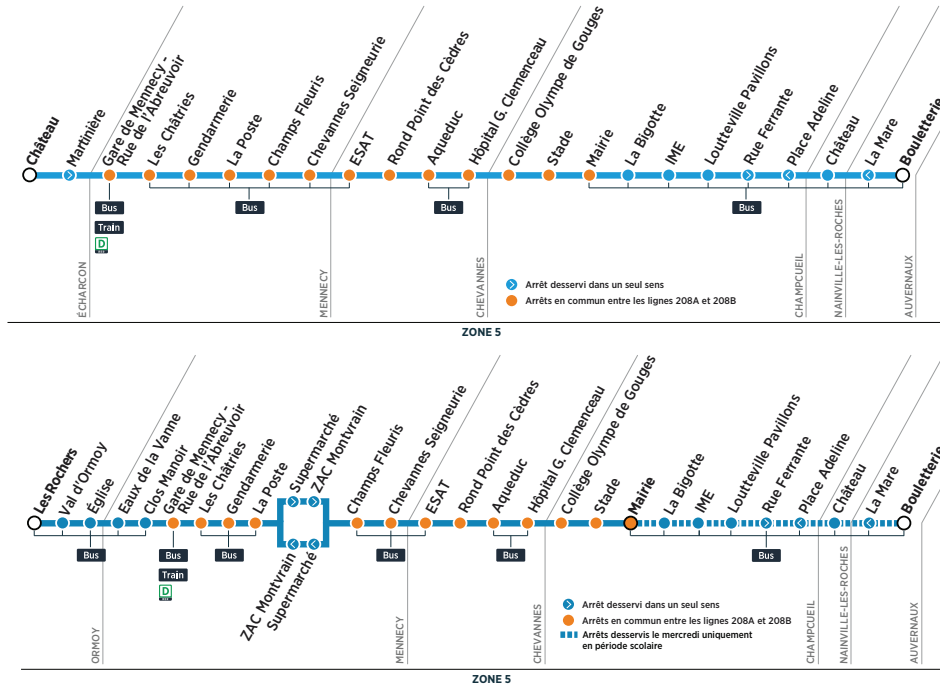 Château
Martinière
Gare de Mennecy -
Rue de l'Abreuvoir
Les Châtries
Gendarmerie
La Poste
Champs Fleuris
Chevannes Seigneurie
ESAT
Rond Point des Cèdres
Aqueduc
Hôpital G. Clemenceau
Collège Olympe de Gouges
Stade
Mairie
La Bigotte
IME
Loutteville Pavillons
Rue Ferrante
Place Adeline
Château
La Mare
Bouletterie
Bus
Train
D
Bus
Bus
Bus
ÉCHARCON
MENNECY
CHEVANNES
CHAMPCUEIL
NAINVILLE-LES-ROCHES
AUVERNAUX
Arrêt desservi dans un seul sens
Arrêts en commun entre les lignes 208A et 208B
ZONE 5
Les Rochers
Val d'Ormoy
Église
Eaux de la Vanne
Clos Manoir
Gare de Mennecy -
Rue de l'Abreuvoir
Les Châtries
Gendarmerie
La Poste
Supermarché
ZAC Montvrain
ZAC Montvrain
Supermarché
Champs Fleuris
Chevannes Seigneurie
ESAT
Rond Point des Cèdres
Aqueduc
Hôpital G. Clemenceau
Collège Olympe de Gouges
Stade
Mairie
La Bigotte
IME
Loutteville Pavillons
Rue Ferrante
Place Adeline
Château
La Mare
Bouletterie
Bus
Bus
Train
D
Bus
Bus
Bus
Bus
ORMOY
MENNECY
CHEVANNES
CHAMPCUEIL
NAINVILLE-LES-ROCHES
AUVERNAUX
Arrêt desservi dans un seul sens
Arrêts en commun entre les lignes 208A et 208B
Arrêts desservis le mercredi uniquement
en période scolaire
ZONE 5